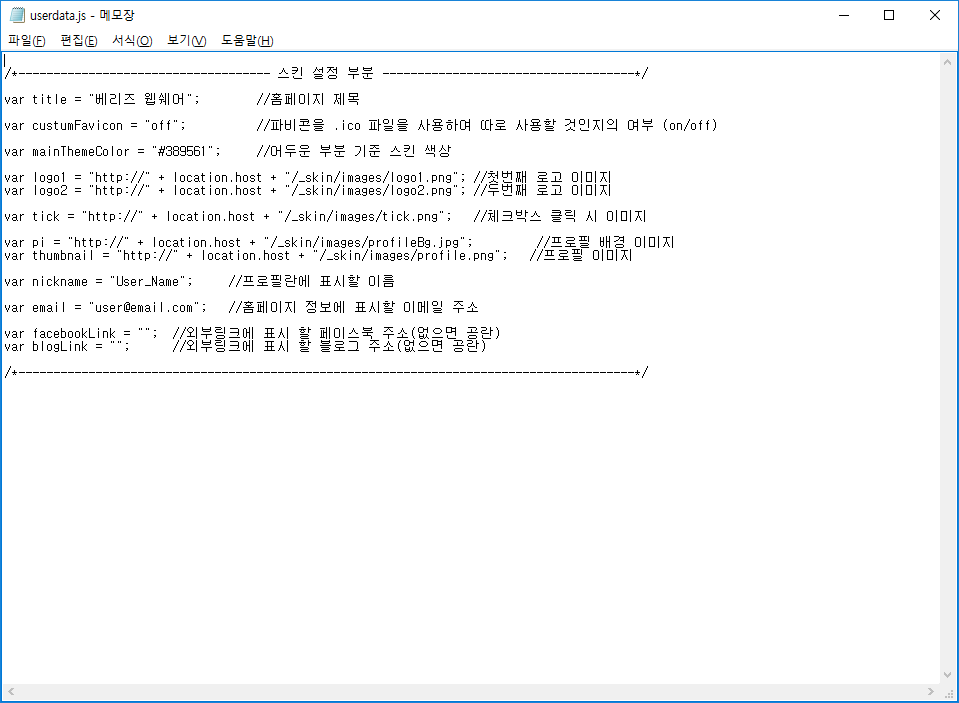 userdata.js - 메모장
파일(F) 편집(E) 서식(O) 보기(V) 도움말(H)
/*------------------------------------ 스킨 설정 부분 ------------------------------------*/
var title = "베리즈 웹쉐어";        //홈페이지 제목
var custumFavicon = "off";          //파비콘을 .ico 파일을 사용하며 따로 사용할 것인지의 여부 (on/off)
var mainThemeColor = "#389561";     //어두운 부분 기준 스킨 색상
var logo1 = "http://" + location.host + "/_skin/images/logo1.png"; //첫번째 로고 이미지
var logo2 = "http://" + location.host + "/_skin/images/logo2.png"; //두번째 로고 이미지
var tick = "http://" + location.host + "/_skin/images/tick.png";   //체크박스 클릭 시 이미지
var pi = "http://" + location.host + "/_skin/images/profileBg.jpg";         //프로필 배경 이미지
var thumbnail = "http://" + location.host + "/_skin/images/profile.png";   //프로필 이미지
var nickname = "User_Name";     //프로필란에 표시할 이름
var email = "user@email.com";   //홈페이지 정보에 표시할 이메일 주소
var facebookLink = "";  //외부링크에 표시 할 페이스북 주소(없으면 공란)
var blogLink = "";      //외부링크에 표시 할 블로그 주소(없으면 공란)
/*----------------------------------------------------------------------------------------*/